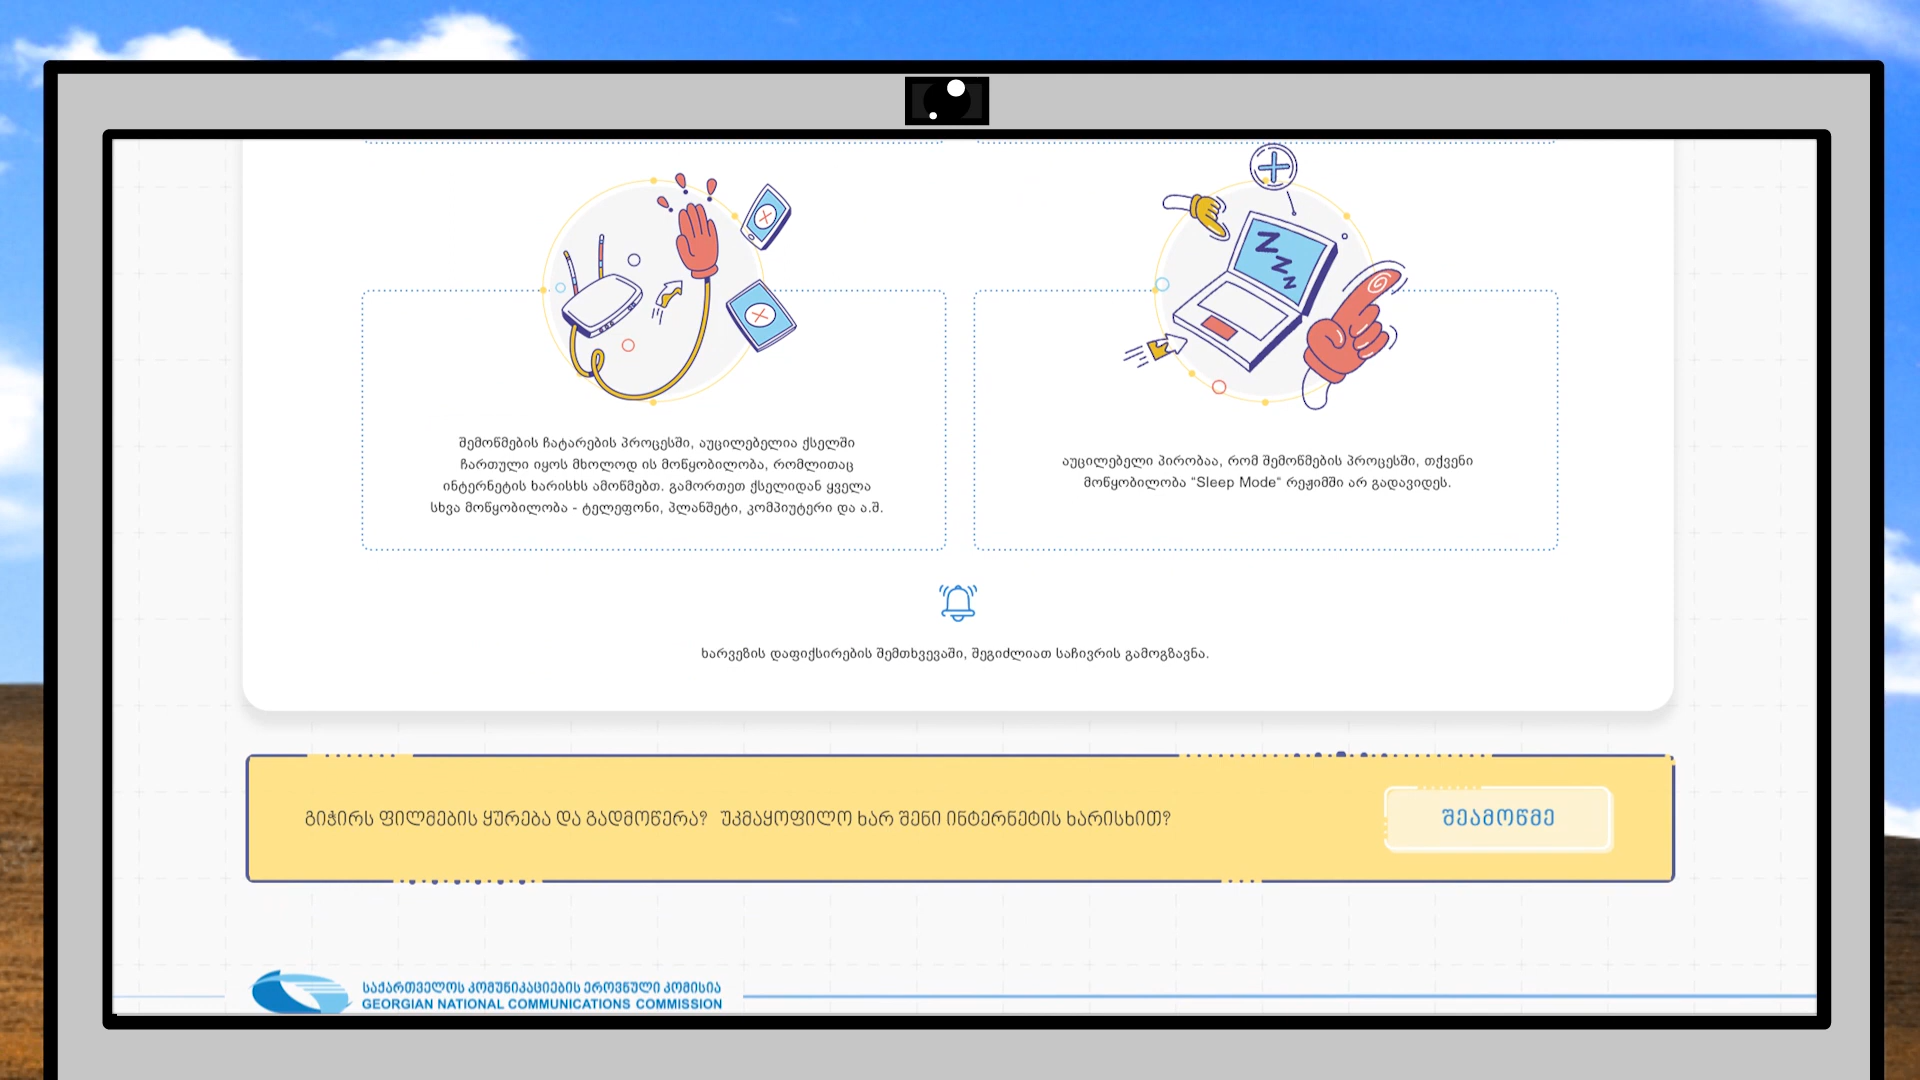 შემოწმების ჩატარების პროცესში, აუცილებელია ქსელში
ჩართული იყოს მხოლოდ ის მოწყობილობა, რომლითაც
ინტერნეტის ხარისხს ამოწმებთ. გამორთეთ ქსელიდან ყველა
სხვა მოწყობილობა - ტელეფონი, პლანშეტი, კომპიუტერი და ა.შ.
აუცილებელი პირობაა, რომ შემოწმების პროცესში, თქვენი
მოწყობილობა “Sleep Mode“ რეჟიმში არ გადავიდეს.
ხარვეზის დაფიქსირების შემთხვევაში, შეგიძლიათ საჩივრის გამოგზავნა.
გიჭირს ფილმების ყურება და გადმოწერა? უკმაყოფილო ხარ შენი ინტერნეტის ხარისხით?
შეამოწმე
საქართველოს კომუნიკაციების ეროვნული კომისია
GEORGIAN NATIONAL COMMUNICATIONS COMMISSION